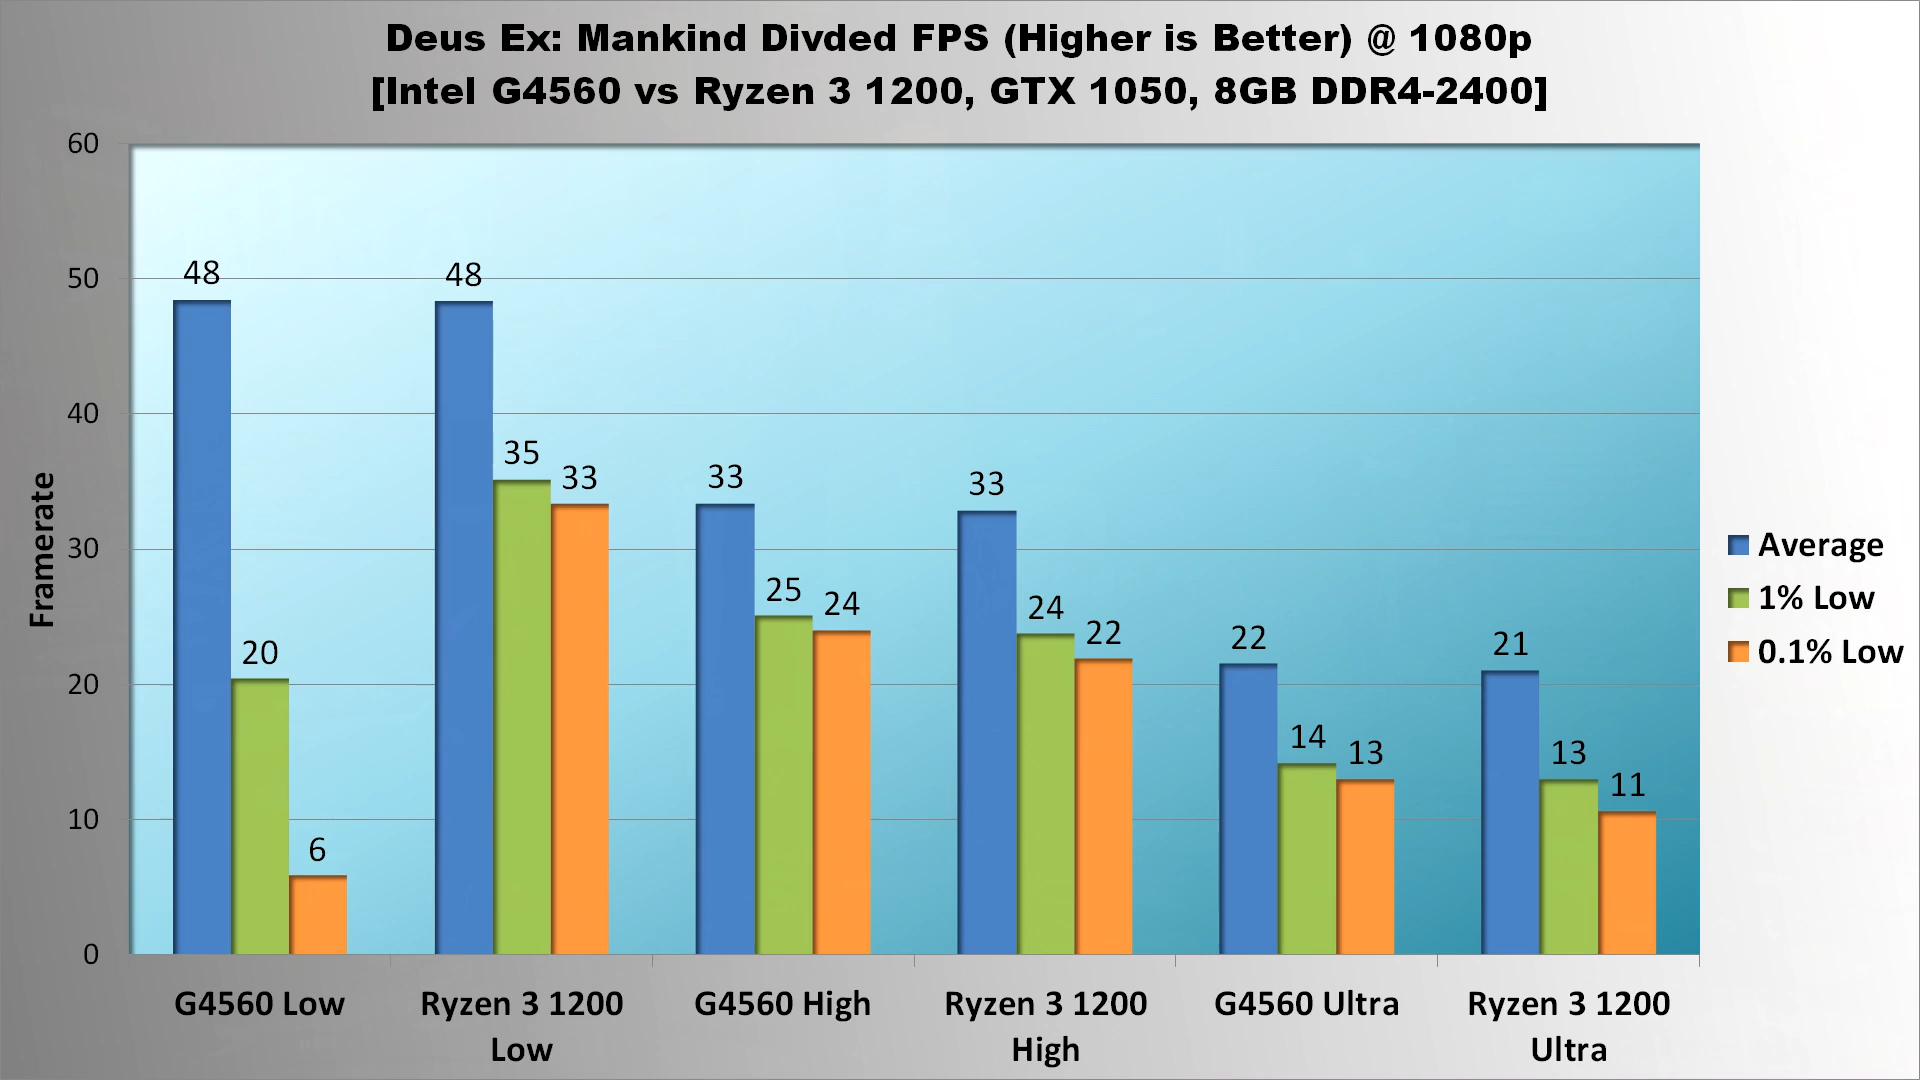 Deus Ex: Mankind Divded FPS (Higher is Better) @ 1080p
[Intel G4560 vs Ryzen 3 1200, GTX 1050, 8GB DDR4-2400]
60
50
40
30
20
10
0
Framerate
48
20
6
48
35
33
33
25
24
33
24
22
22
14
13
21
13
11
G4560 Low
Ryzen 3 1200
Low
G4560 High
Ryzen 3 1200
High
G4560 Ultra
Ryzen 3 1200
Ultra
Average
1% Low
0.1% Low